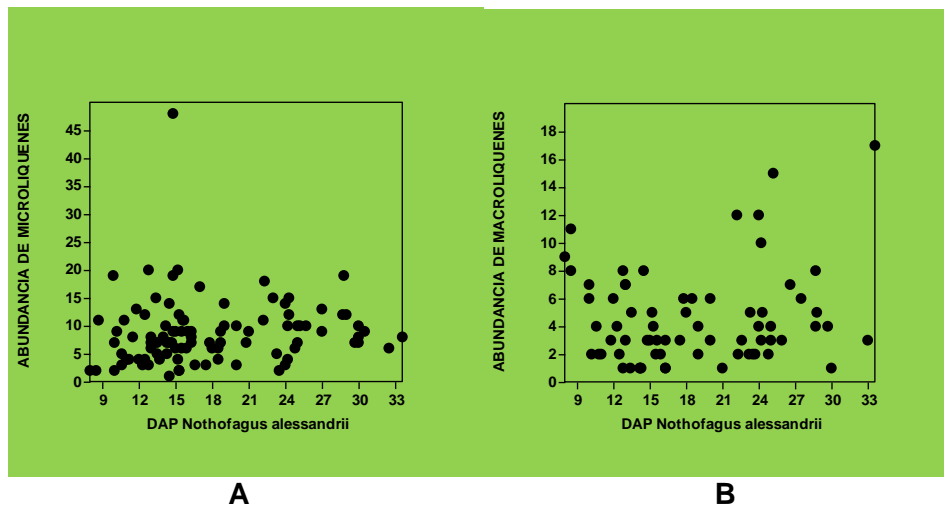 ABUNDANCIA DE MICROLIQUENES
45
40
35
30
25
20
15
10
5
0
9 12 15 18 21 24 27 30 33
DAP Nothofagus alessandrii
A
ABUNDANCIA DE MACROLIQUENES
18
16
14
12
10
8
6
4
2
0
9 12 15 18 21 24 27 30 33
DAP Nothofagus alessandrii
B